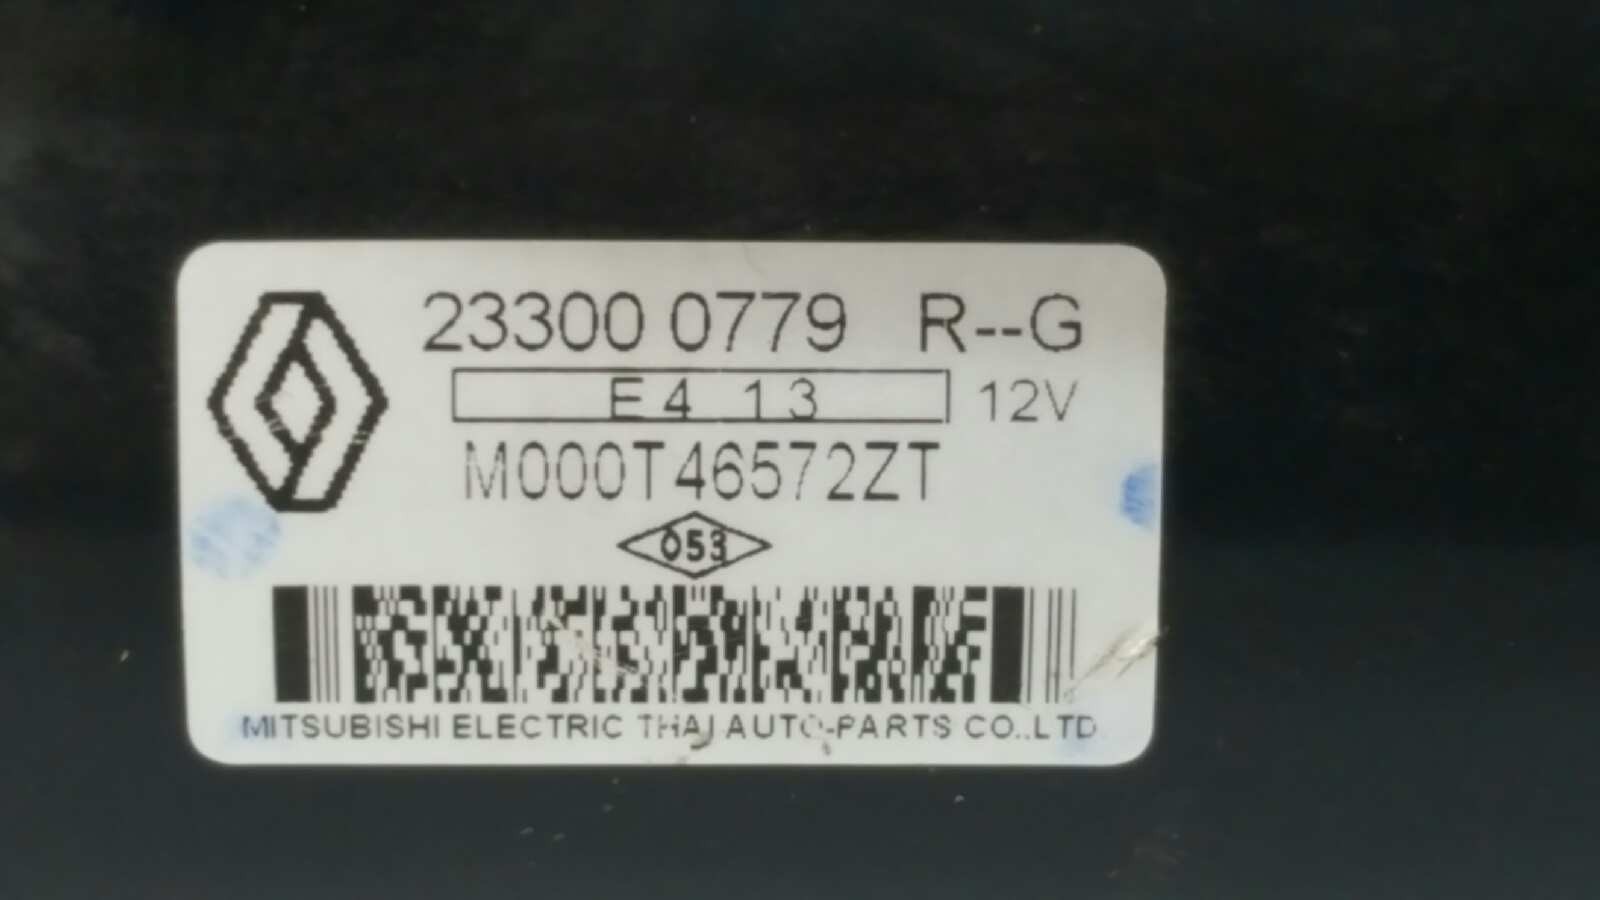 23300 0779 R--G
E4 13 12V
M000T46572ZT
053
MITSUBISHI ELECTRIC THAI AUTO-PARTS CO.,LTD.